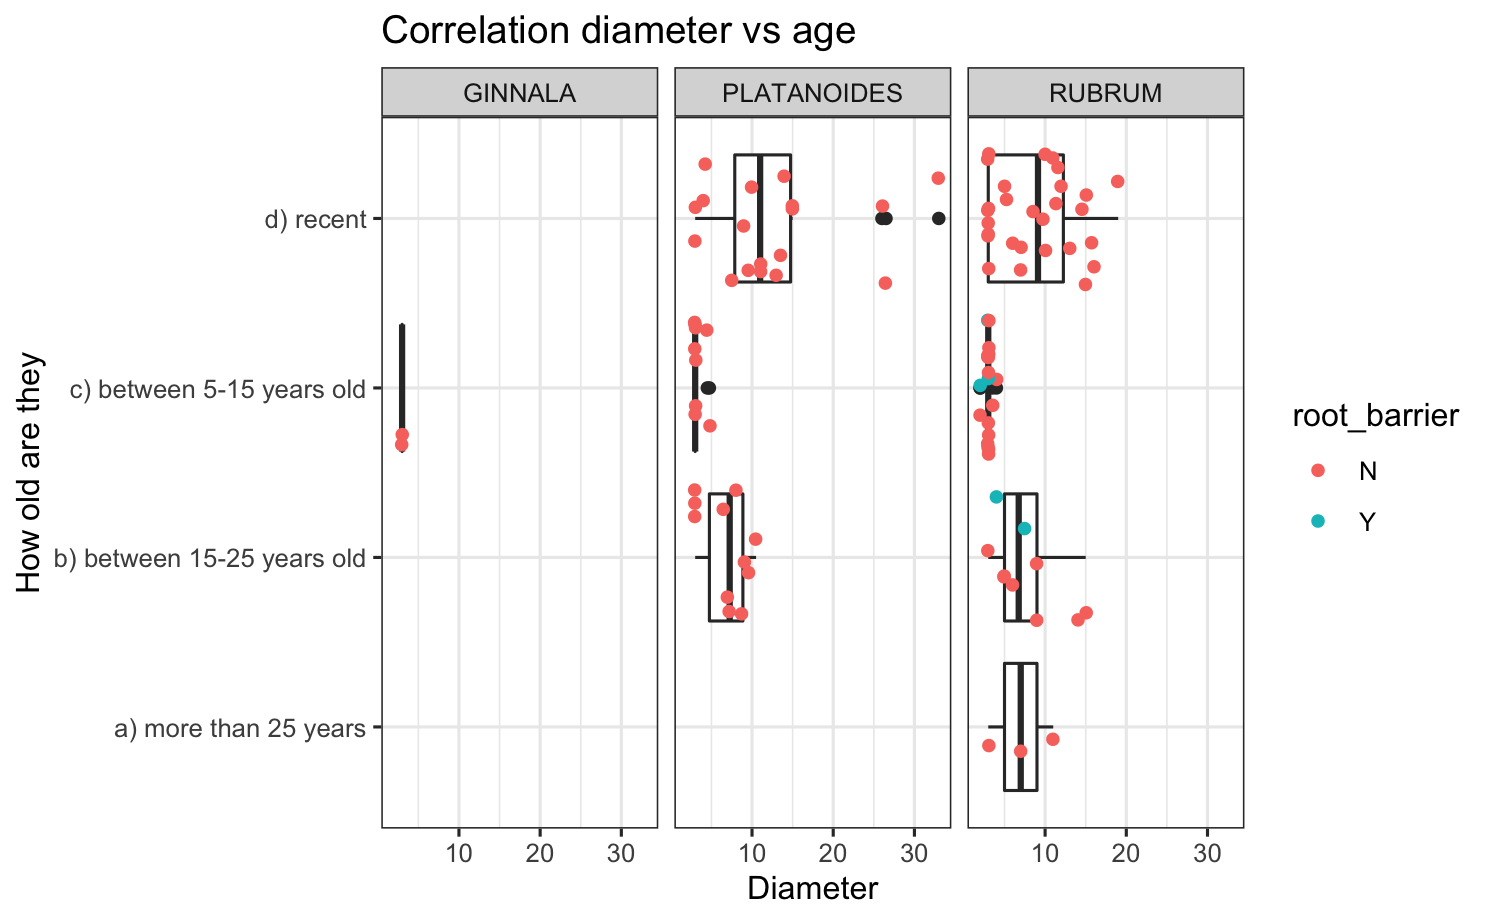 Correlation diameter vs age
GINNALA
PLATANOIDES
RUBRUM
How old are they
d) recent
c) between 5-15 years old
b) between 15-25 years old
a) more than 25 years
10 20 30
10 20 30
10 20 30
Diameter
root_barrier
N
Y